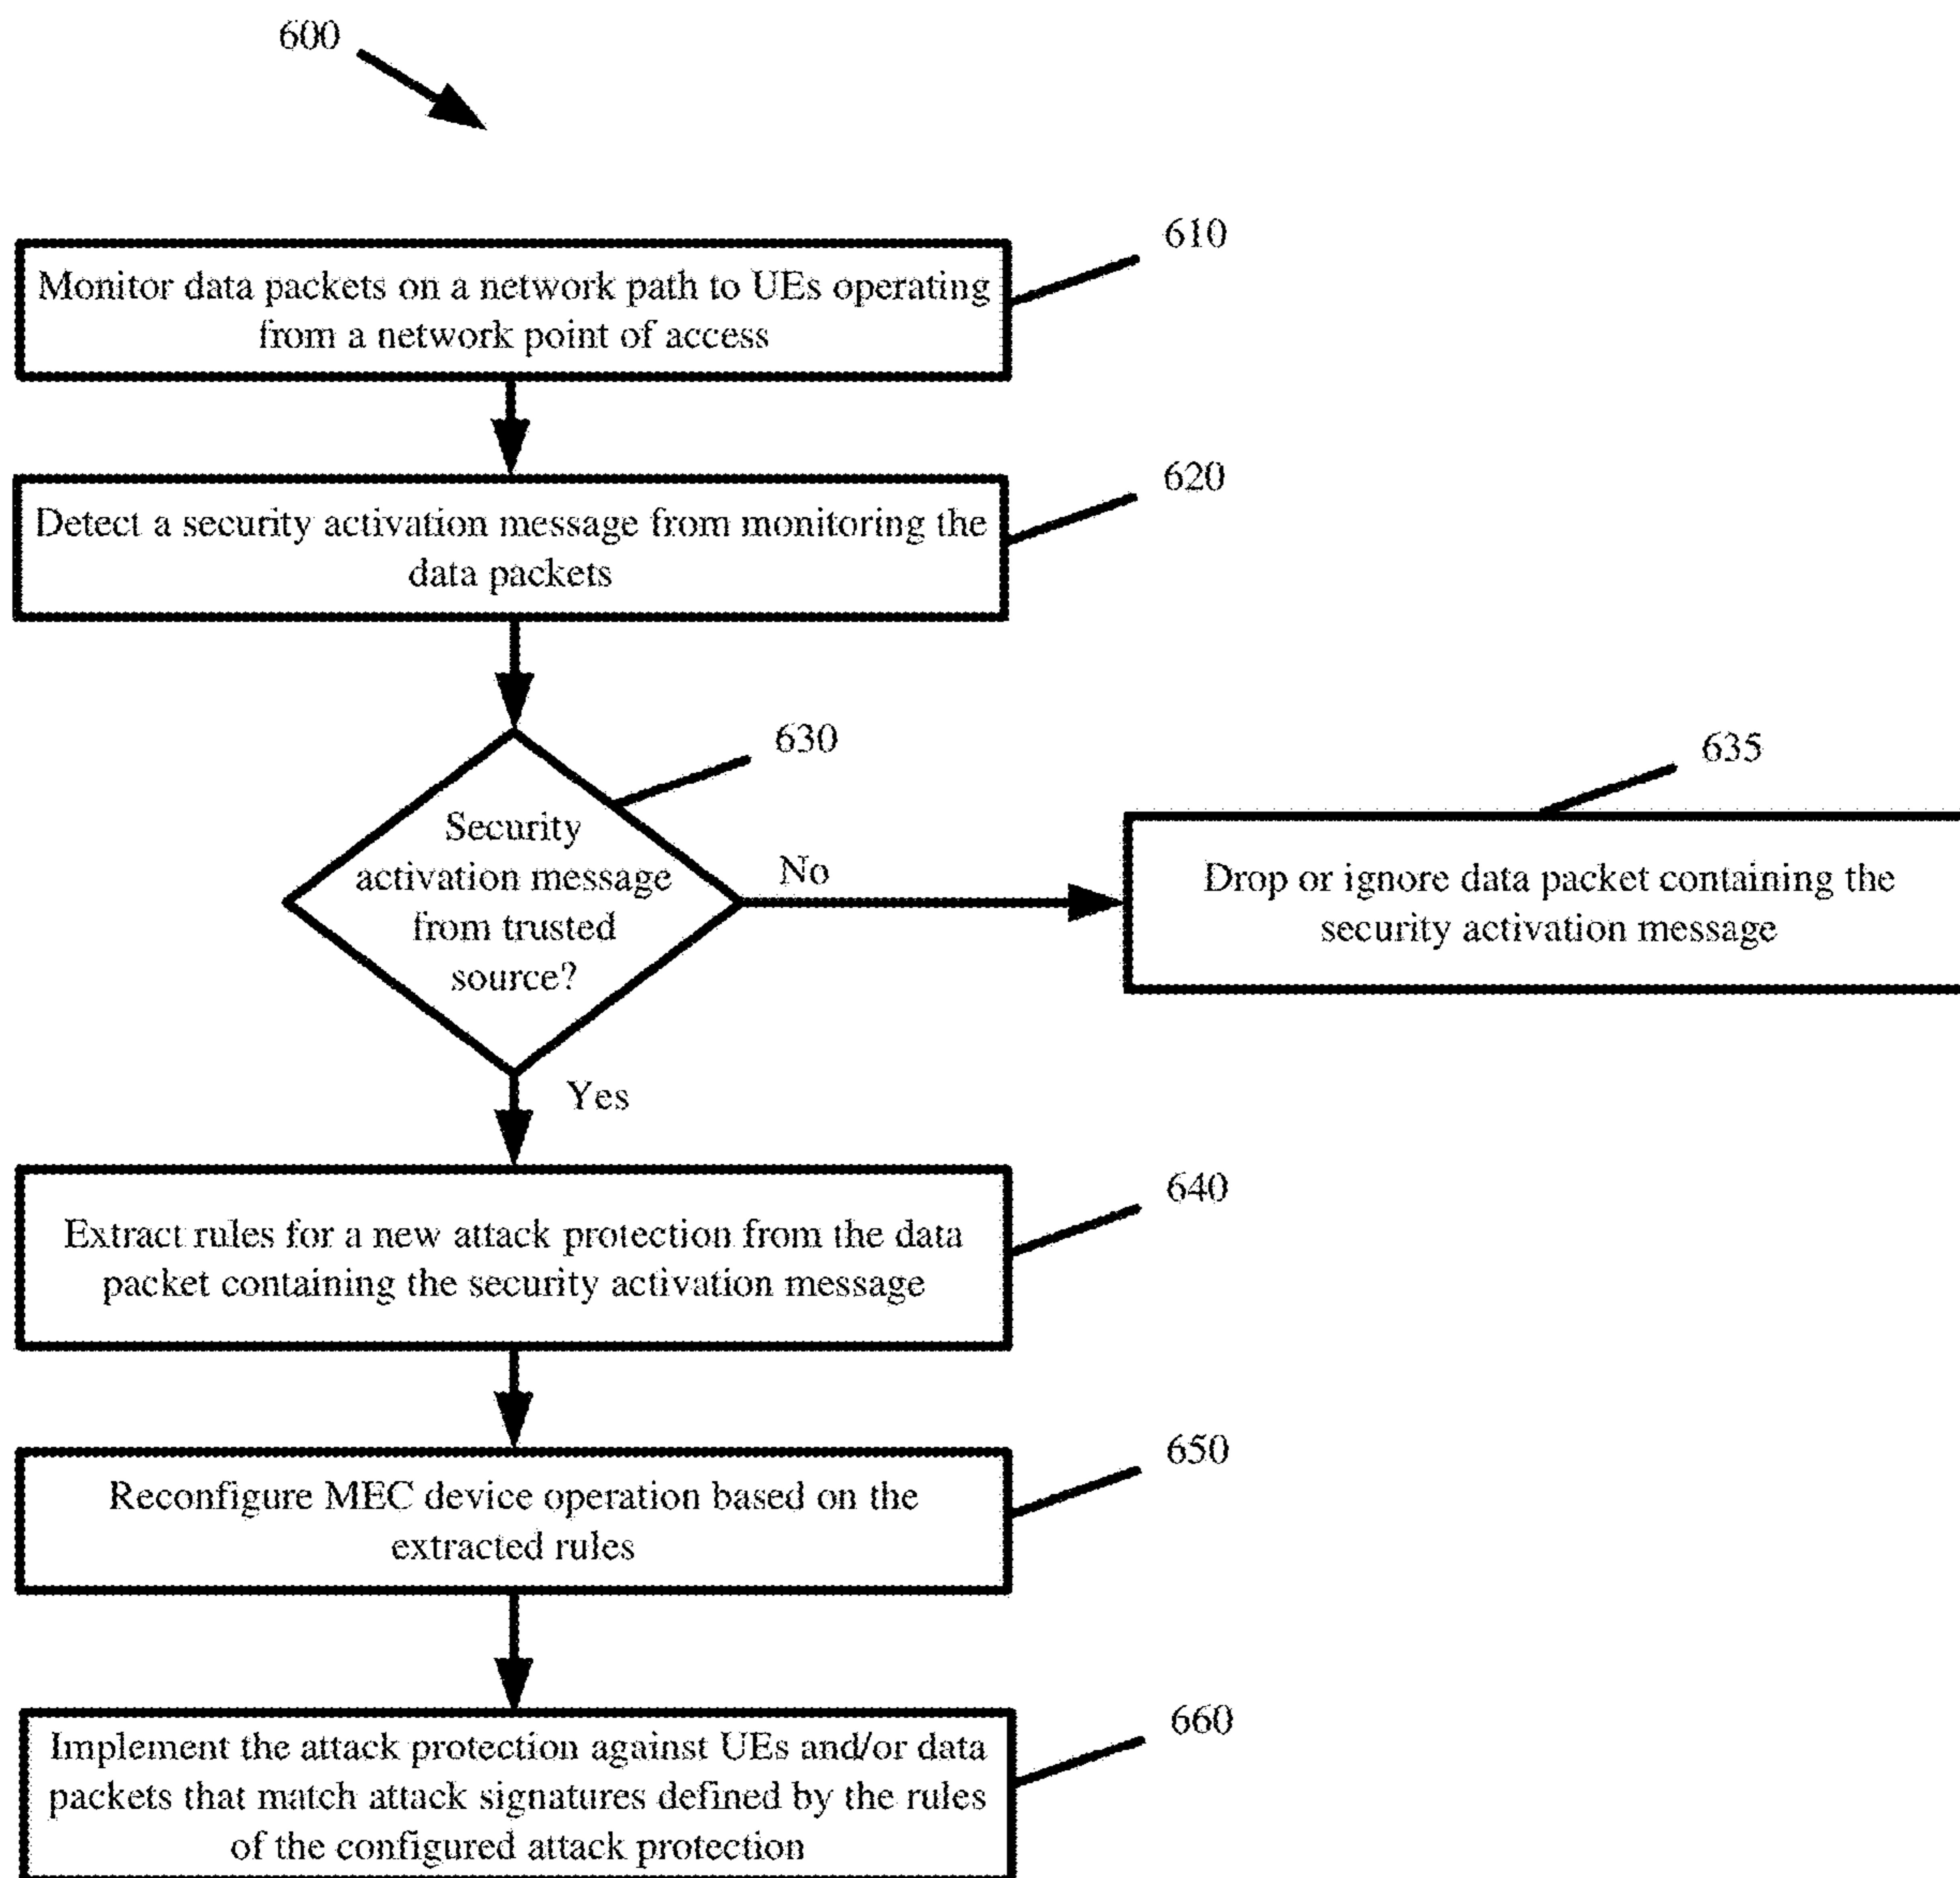 600
610
Monitor data packets on a network path to UEs operating
from a network point of access
620
Detect a security activation message from monitoring the
data packets
630
635
Security
activation message
from trusted
source?
No
Drop or ignore data packet containing the
security activation message
Yes
640
Extract rules for a new attack protection from the data
packet containing the security activation message
650
Reconfigure MEC device operation based on the
extracted rules
660
Implement the attack protection against UEs and/or data
packets that match attack signatures defined by the rules
of the configured attack protection